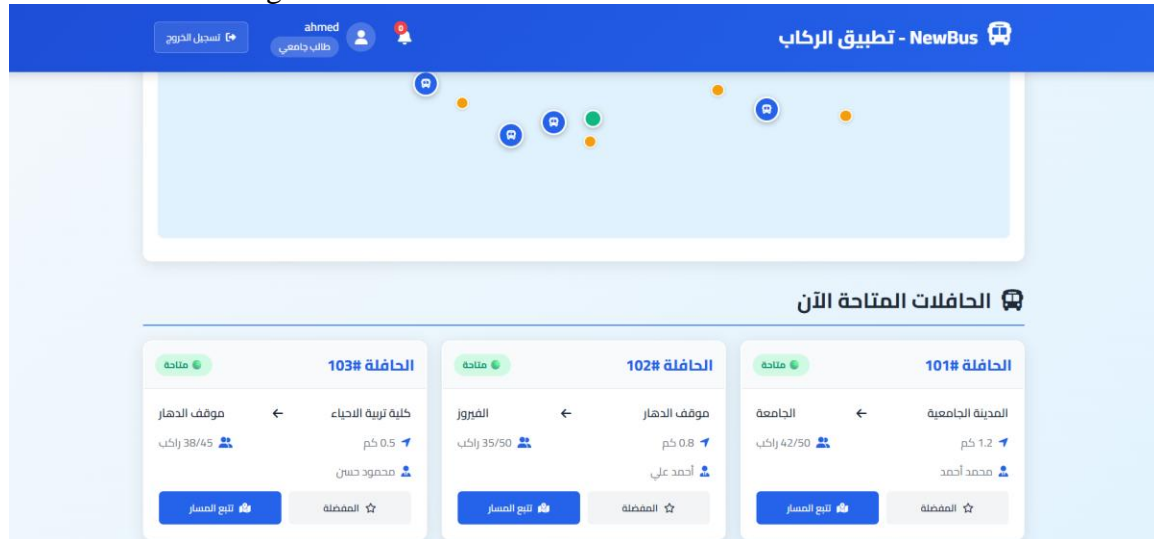 NewBus - تطبيق الركاب
0
ahmed
طالب جامعي
تسجيل الخروج
الحافلات المتاحة الآن
الحافلة #101
متاحة
المدينة الجامعية ← الجامعة
1.2 كم
42/50 راكب
محمد أحمد
المفضلة
تتبع المسار
الحافلة #102
متاحة
موقف الدهار ← الفيروز
0.8 كم
35/50 راكب
أحمد علي
المفضلة
تتبع المسار
الحافلة #103
متاحة
كلية تربية الاحياء ← موقف الدهار
0.5 كم
38/45 راكب
محمود حسن
المفضلة
تتبع المسار